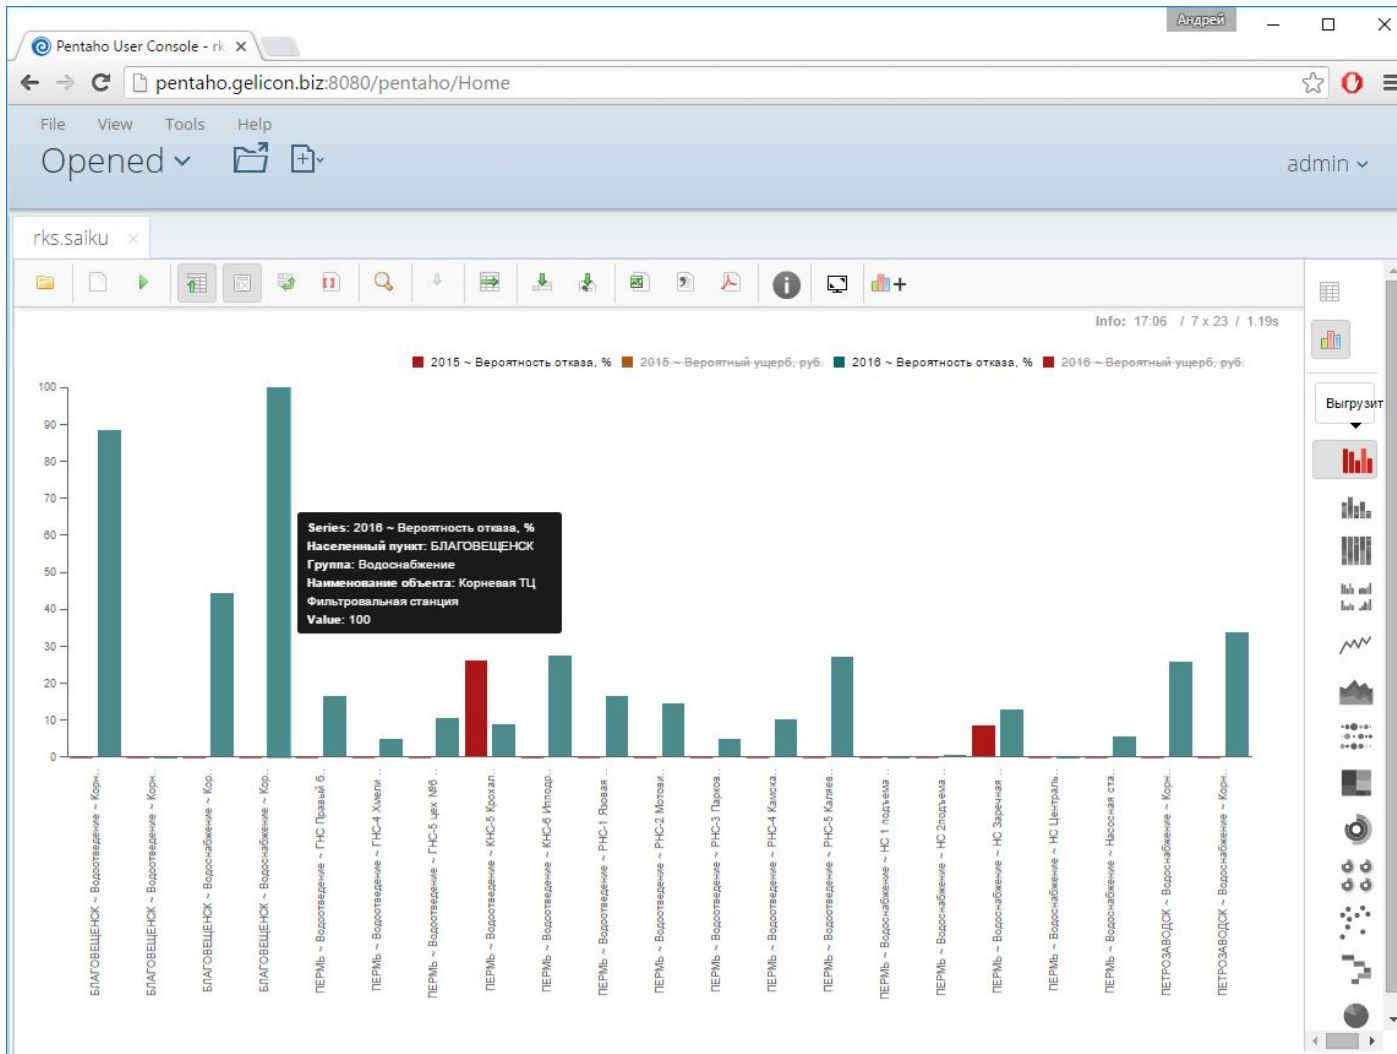 Андрей
Pentaho User Console - rk
pentaho.gelicon.biz:8080/pentaho/Home
File View Tools Help
Opened
admin
rks.saiku
Info: 17:06 / 7 x 23 / 1.19s
2015 ~ Вероятность отказа, % 2015 ~ Вероятный ущерб, руб. 2016 ~ Вероятность отказа, % 2016 ~ Вероятный ущерб, руб.
Выгрузит
100
90
80
70
60
50
40
30
20
10
0
Series: 2016 ~ Вероятность отказа, %
Населенный пункт: БЛАГОВЕЩЕНСК
Группа: Водоснабжение
Наименование объекта: Корневая ТЦ
Фильтровальная станция
Value: 100
БЛАГОВЕЩЕНСК ~ Водоотведение ~ Корн..
БЛАГОВЕЩЕНСК ~ Водоотведение ~ Корн..
БЛАГОВЕЩЕНСК ~ Водоснабжение ~ Кор..
БЛАГОВЕЩЕНСК ~ Водоснабжение ~ Кор..
ПЕРМЬ ~ Водоотведение ~ ГНС Правый б..
ПЕРМЬ ~ Водоотведение ~ ГНС-4 Хмели ..
ПЕРМЬ ~ Водоотведение ~ ГНС-5 цех №6 ..
ПЕРМЬ ~ Водоотведение ~ КНС-5 Крохал..
ПЕРМЬ ~ Водоотведение ~ КНС-6 Ипподр..
ПЕРМЬ ~ Водоотведение ~ РНС-1 Язовая ..
ПЕРМЬ ~ Водоотведение ~ РНС-2 Мотови..
ПЕРМЬ ~ Водоотведение ~ РНС-3 Парков..
ПЕРМЬ ~ Водоотведение ~ РНС-4 Камска..
ПЕРМЬ ~ Водоотведение ~ РНС-5 Каляев..
ПЕРМЬ ~ Водоснабжение ~ НС 1 подъема ..
ПЕРМЬ ~ Водоснабжение ~ НС 2подъема ..
ПЕРМЬ ~ Водоснабжение ~ НС Заречная ..
ПЕРМЬ ~ Водоснабжение ~ НС Централь..
ПЕРМЬ ~ Водоснабжение ~ Насосная ста..
ПЕТРОЗАВОДСК ~ Водоснабжение ~ Корн..
ПЕТРОЗАВОДСК ~ Водоснабжение ~ Корн..